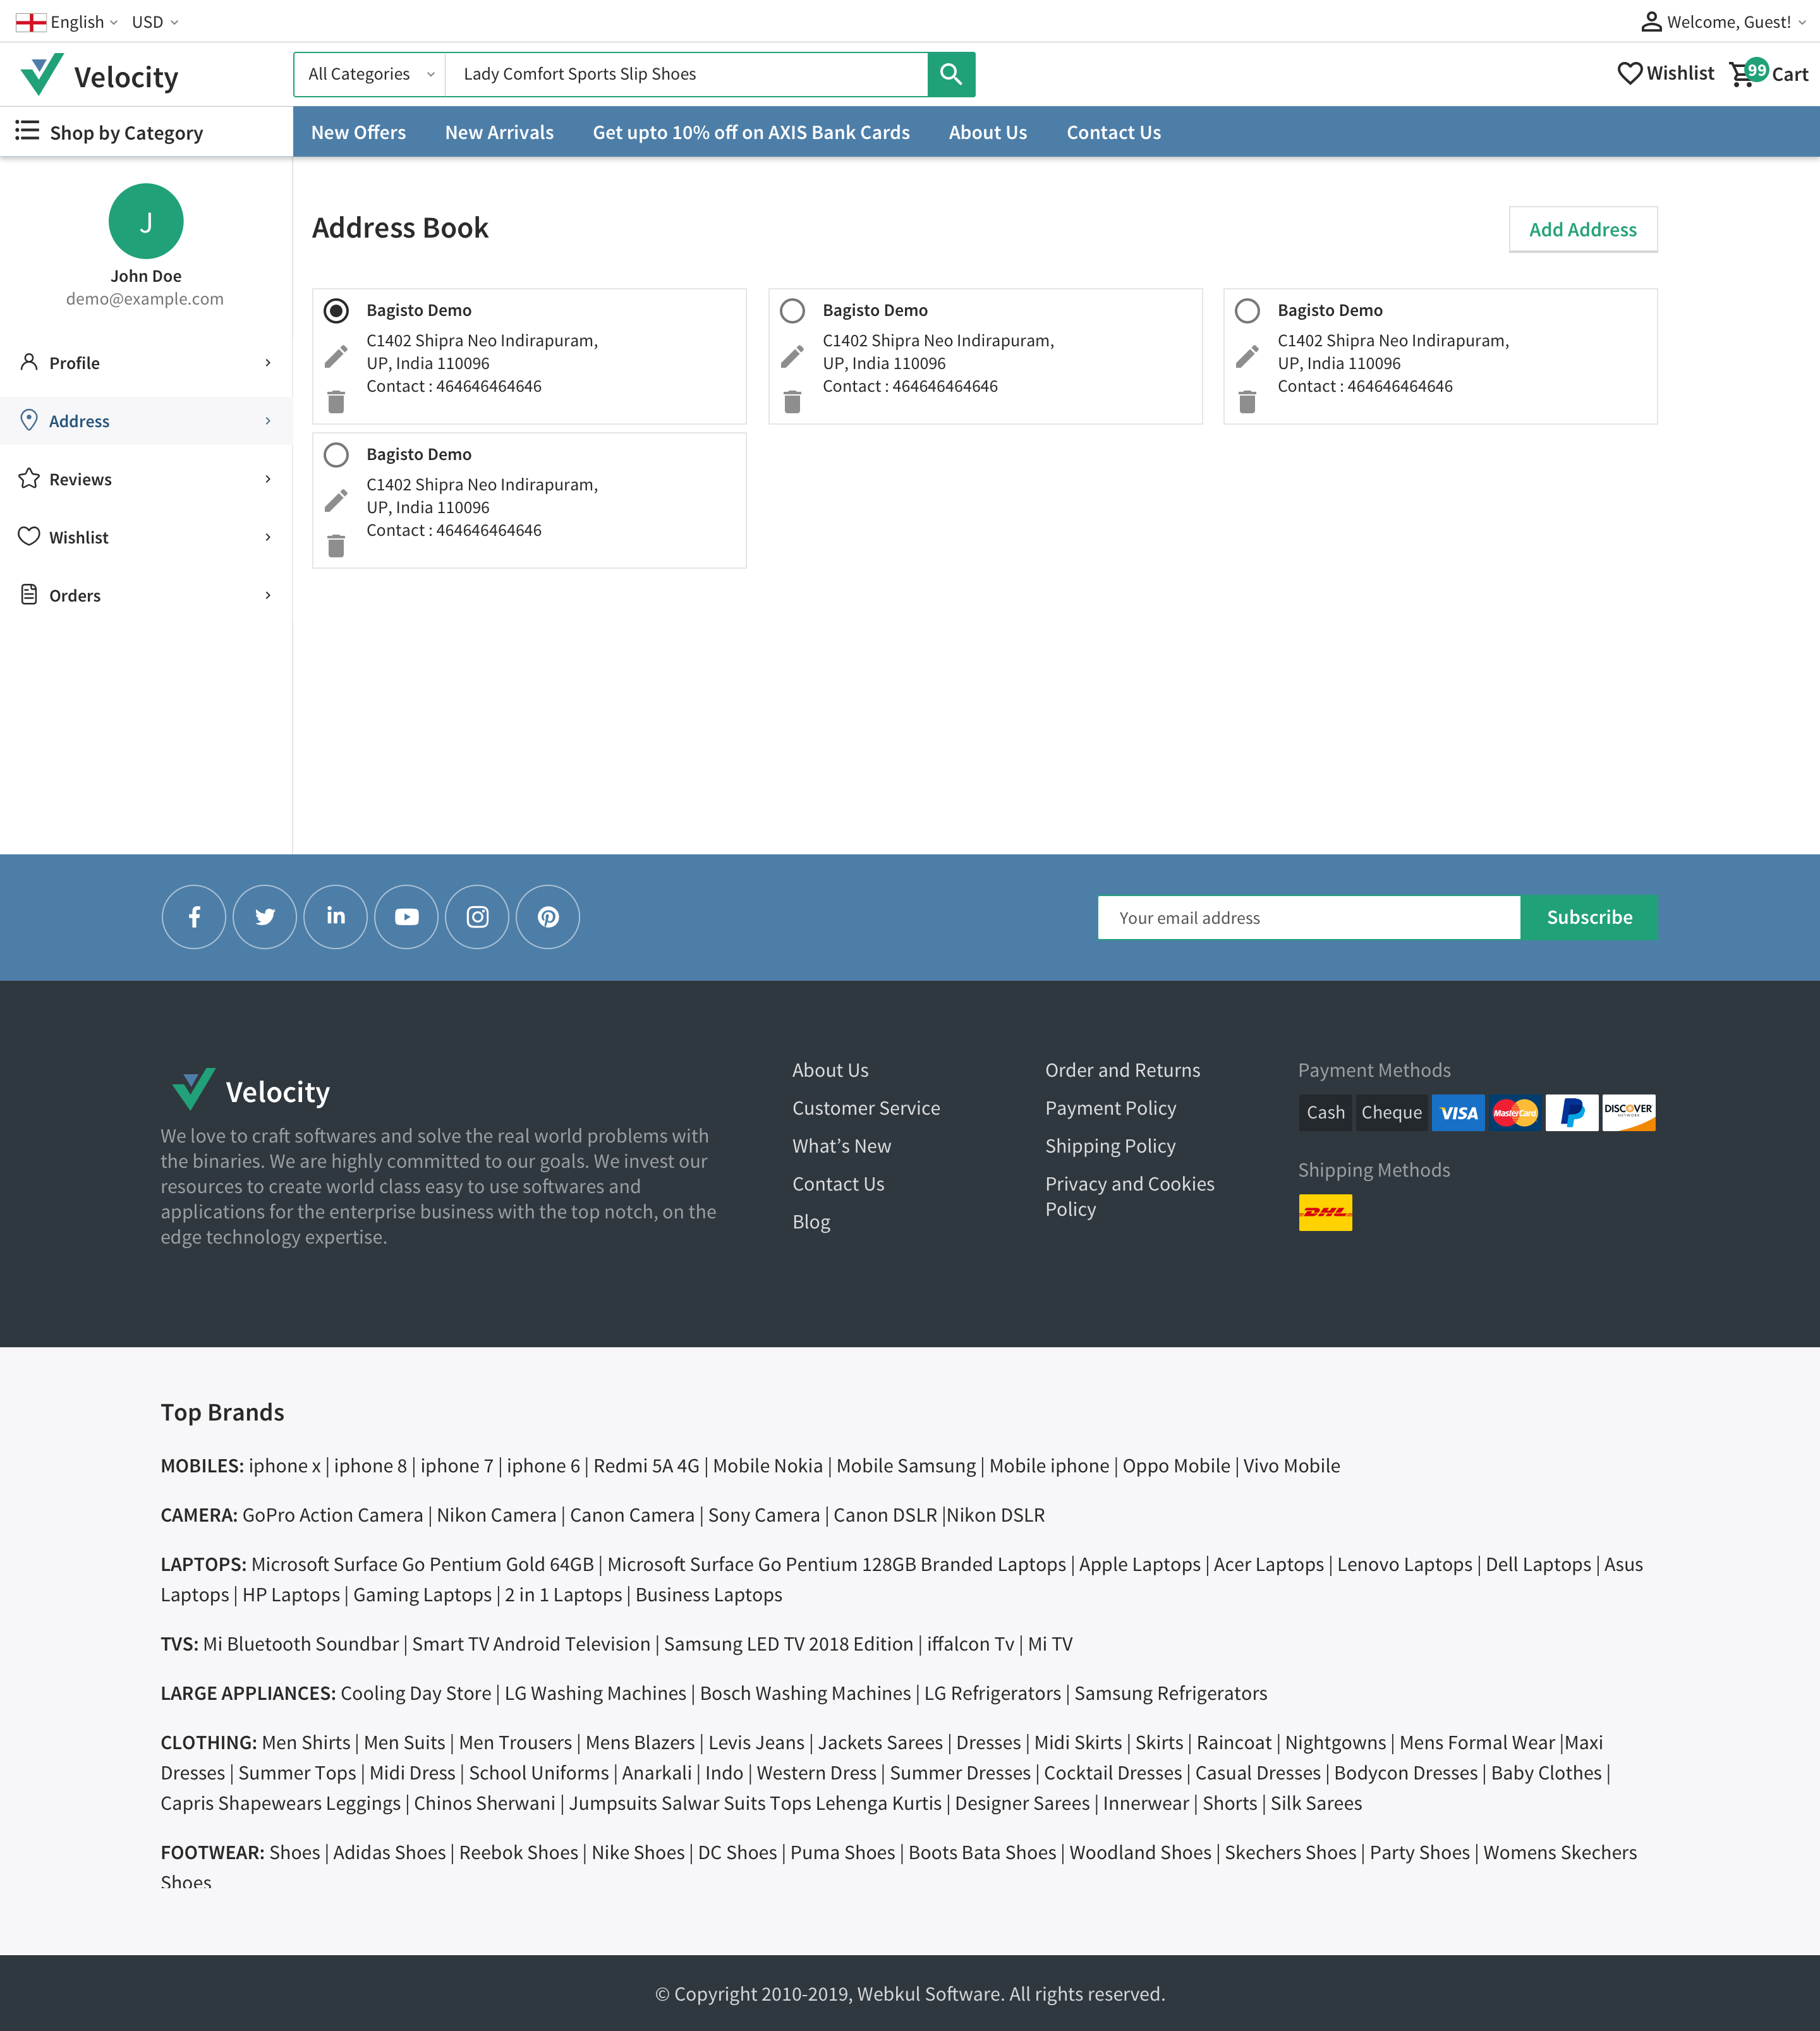 English USD Welcome, Guest!
Velocity All Categories Lady Comfort Sports Slip Shoes Wishlist 99 Cart
Shop by Category New Offers New Arrivals Get upto 10% off on AXIS Bank Cards About Us Contact Us
J
John Doe
demo@example.com
Profile
Address
Reviews
Wishlist
Orders
Address Book Add Address
Bagisto Demo
C1402 Shipra Neo Indirapuram,
UP, India 110096
Contact : 464646464646
Bagisto Demo
C1402 Shipra Neo Indirapuram,
UP, India 110096
Contact : 464646464646
Bagisto Demo
C1402 Shipra Neo Indirapuram,
UP, India 110096
Contact : 464646464646
Bagisto Demo
C1402 Shipra Neo Indirapuram,
UP, India 110096
Contact : 464646464646
Your email address Subscribe
Velocity
We love to craft softwares and solve the real world problems with
the binaries. We are highly committed to our goals. We invest our
resources to create world class easy to use softwares and
applications for the enterprise business with the top notch, on the
edge technology expertise.
About Us
Customer Service
What’s New
Contact Us
Blog
Order and Returns
Payment Policy
Shipping Policy
Privacy and Cookies
Policy
Payment Methods
Cash Cheque VISA MasterCard DISCOVER
NETWORK
Shipping Methods
DHL
Top Brands
MOBILES: iphone x | iphone 8 | iphone 7 | iphone 6 | Redmi 5A 4G | Mobile Nokia | Mobile Samsung | Mobile iphone | Oppo Mobile | Vivo Mobile
CAMERA: GoPro Action Camera | Nikon Camera | Canon Camera | Sony Camera | Canon DSLR |Nikon DSLR
LAPTOPS: Microsoft Surface Go Pentium Gold 64GB | Microsoft Surface Go Pentium 128GB Branded Laptops | Apple Laptops | Acer Laptops | Lenovo Laptops | Dell Laptops | Asus
Laptops | HP Laptops | Gaming Laptops | 2 in 1 Laptops | Business Laptops
TVS: Mi Bluetooth Soundbar | Smart TV Android Television | Samsung LED TV 2018 Edition | iffalcon Tv | Mi TV
LARGE APPLIANCES: Cooling Day Store | LG Washing Machines | Bosch Washing Machines | LG Refrigerators | Samsung Refrigerators
CLOTHING: Men Shirts | Men Suits | Men Trousers | Mens Blazers | Levis Jeans | Jackets Sarees | Dresses | Midi Skirts | Skirts | Raincoat | Nightgowns | Mens Formal Wear |Maxi
Dresses | Summer Tops | Midi Dress | School Uniforms | Anarkali | Indo | Western Dress | Summer Dresses | Cocktail Dresses | Casual Dresses | Bodycon Dresses | Baby Clothes |
Capris Shapewears Leggings | Chinos Sherwani | Jumpsuits Salwar Suits Tops Lehenga Kurtis | Designer Sarees | Innerwear | Shorts | Silk Sarees
FOOTWEAR: Shoes | Adidas Shoes | Reebok Shoes | Nike Shoes | DC Shoes | Puma Shoes | Boots Bata Shoes | Woodland Shoes | Skechers Shoes | Party Shoes | Womens Skechers
Shoes
© Copyright 2010-2019, Webkul Software. All rights reserved.